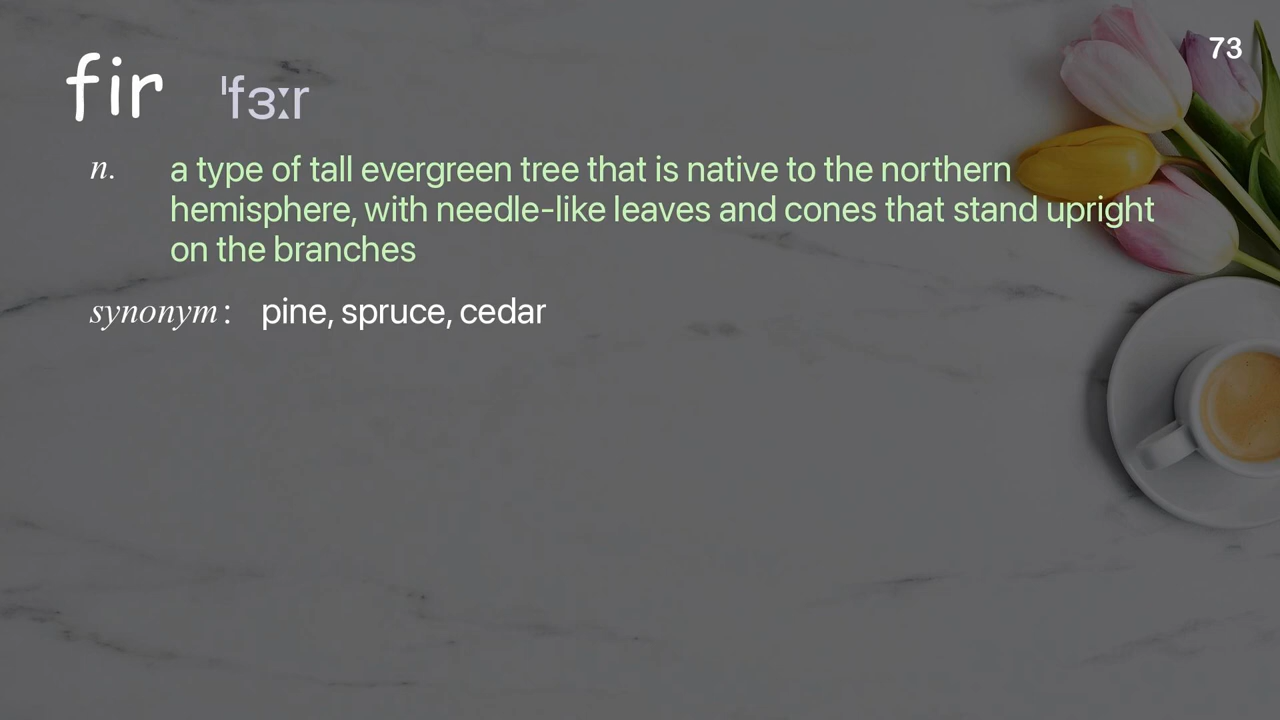 73
fir ˈfɜːr
n. a type of tall evergreen tree that is native to the northern
hemisphere, with needle-like leaves and cones that stand upright
on the branches
synonym: pine, spruce, cedar